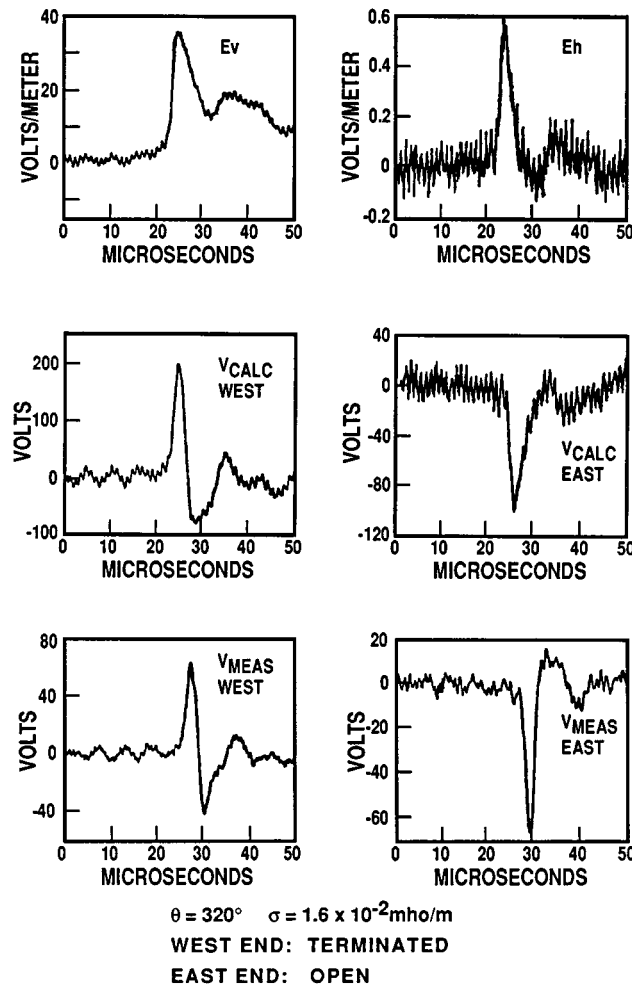 40
20
0
VOLTS/METER
Ev
0 10 20 30 40 50
MICROSECONDS
0.6
0.4
0.2
0
-0.2
VOLTS/METER
Eh
0 10 20 30 40 50
MICROSECONDS
200
100
0
-100
VOLTS
VCALC
WEST
0 10 20 30 40 50
MICROSECONDS
40
0
-40
-80
-120
VOLTS
VCALC
EAST
0 10 20 30 40 50
MICROSECONDS
80
40
0
-40
VOLTS
VMEAS
WEST
0 10 20 30 40 50
MICROSECONDS
20
0
-20
-40
-60
VOLTS
VMEAS
EAST
0 10 20 30 40 50
MICROSECONDS
θ = 320° σ = 1.6 x 10⁻² mho/m
WEST END: TERMINATED
EAST END: OPEN